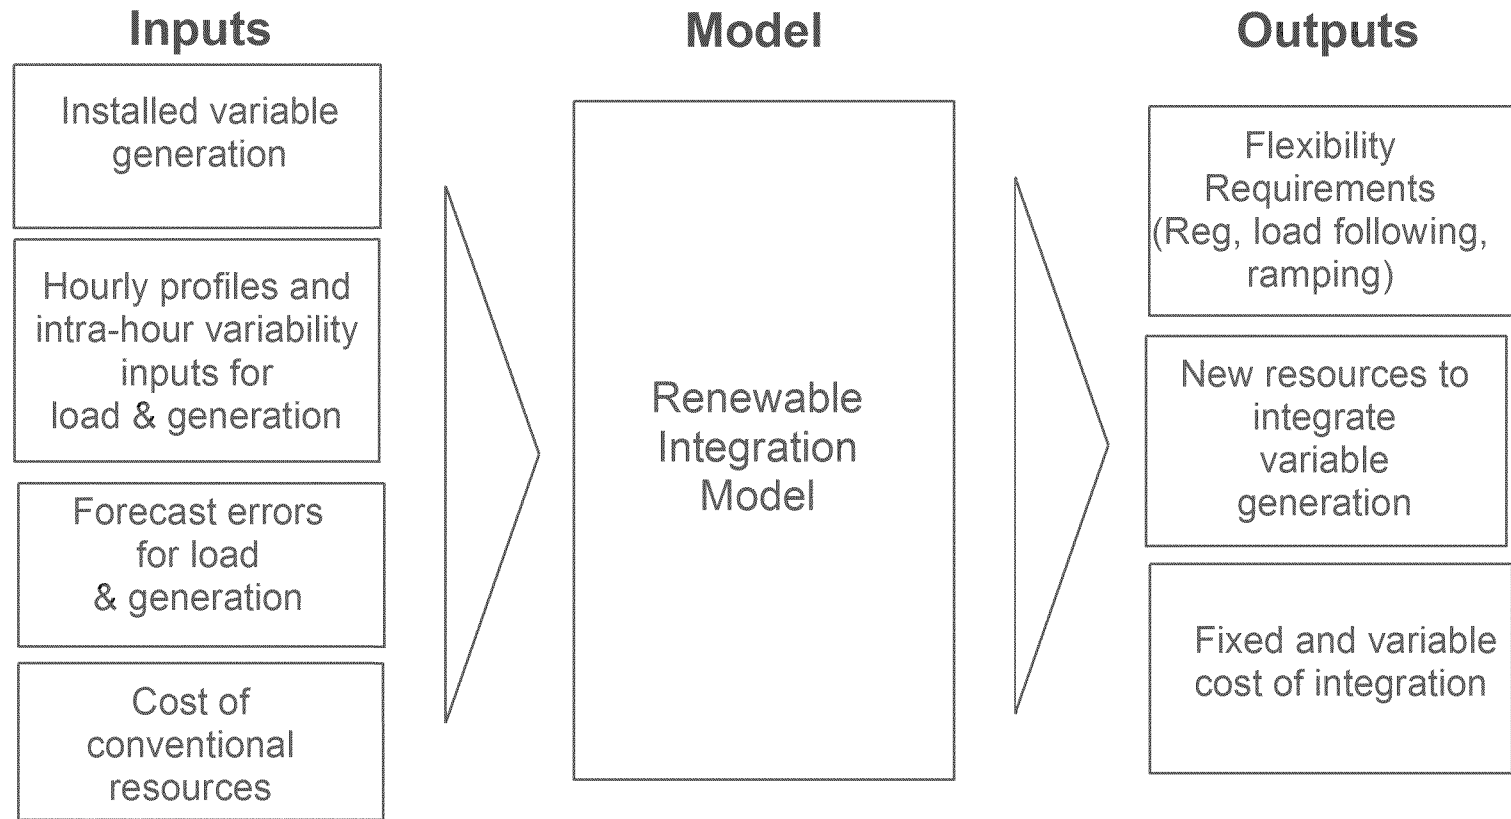 Inputs
Installed variable
generation
Hourly profiles and
intra-hour variability
inputs for
load & generation
Forecast errors
for load
& generation
Cost of
conventional
resources
Model
Renewable
Integration
Model
Outputs
Flexibility
Requirements
(Reg, load following,
ramping)
New resources to
integrate
variable
generation
Fixed and variable
cost of integration